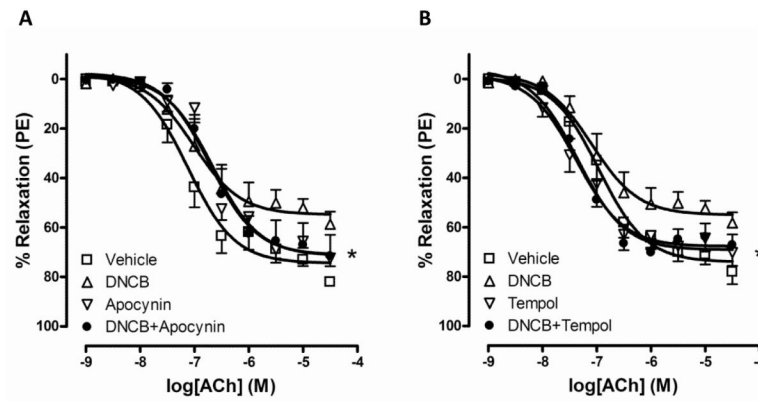 A
% Relaxation (PE)
0
20
40
60
80
100
Vehicle
DNCB
Apocynin
DNCB+Apocynin
*
-9
-8
-7
-6
-5
-4
log[ACh] (M)
B
% Relaxation (PE)
0
20
40
60
80
100
Vehicle
DNCB
Tempol
DNCB+Tempol
*
-9
-8
-7
-6
-5
-4
log[ACh] (M)